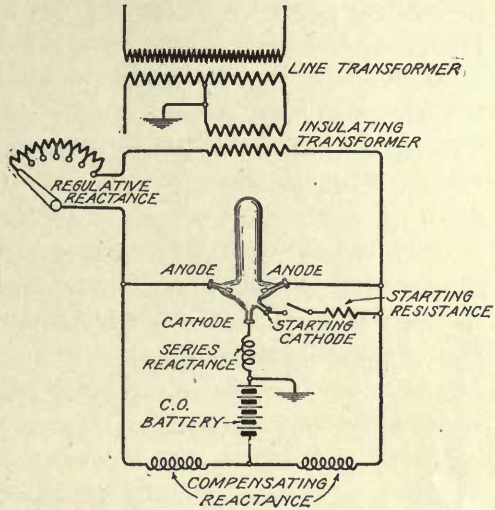 LINE TRANSFORMER
INSULATING
TRANSFORMER
REGULATIVE
REACTANCE
ANODE
ANODE
STARTING
RESISTANCE
CATHODE
STARTING
CATHODE
SERIES
REACTANCE
C.O.
BATTERY
COMPENSATING
REACTANCE